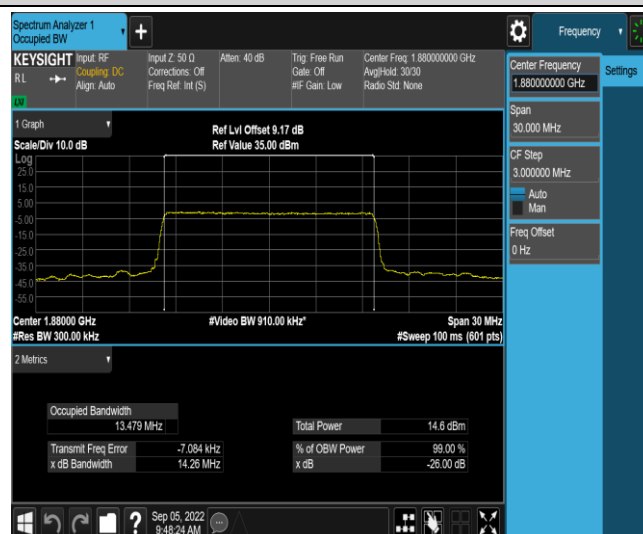 Spectrum Analyzer 1
Occupied BW
+
Frequency
KEYSIGHT
RL
LXI
Input: RF
Coupling: DC
Align: Auto
Input Z: 50 Ω
Corrections: Off
Freq Ref: Int (S)
Atten: 40 dB
Trig: Free Run
Gate: Off
#IF Gain: Low
Center Freq: 1.880000000 GHz
Avg|Hold: 30/30
Radio Std: None
Center Frequency
1.880000000 GHz
Settings
Span
30.000 MHz
CF Step
3.000000 MHz
Auto
Man
Freq Offset
0 Hz
1 Graph
Scale/Div 10.0 dB
Ref Lvl Offset 9.17 dB
Ref Value 35.00 dBm
Log
25.0
15.0
5.00
-5.00
-15.0
-25.0
-35.0
-45.0
-55.0
Center 1.88000 GHz
#Res BW 300.00 kHz
#Video BW 910.00 kHz*
Span 30 MHz
#Sweep 100 ms (601 pts)
2 Metrics
Occupied Bandwidth
13.479 MHz
Transmit Freq Error -7.084 kHz
x dB Bandwidth 14.26 MHz
Total Power 14.6 dBm
% of OBW Power 99.00 %
x dB -26.00 dB
?
Sep 05, 2022
9:48:24 AM